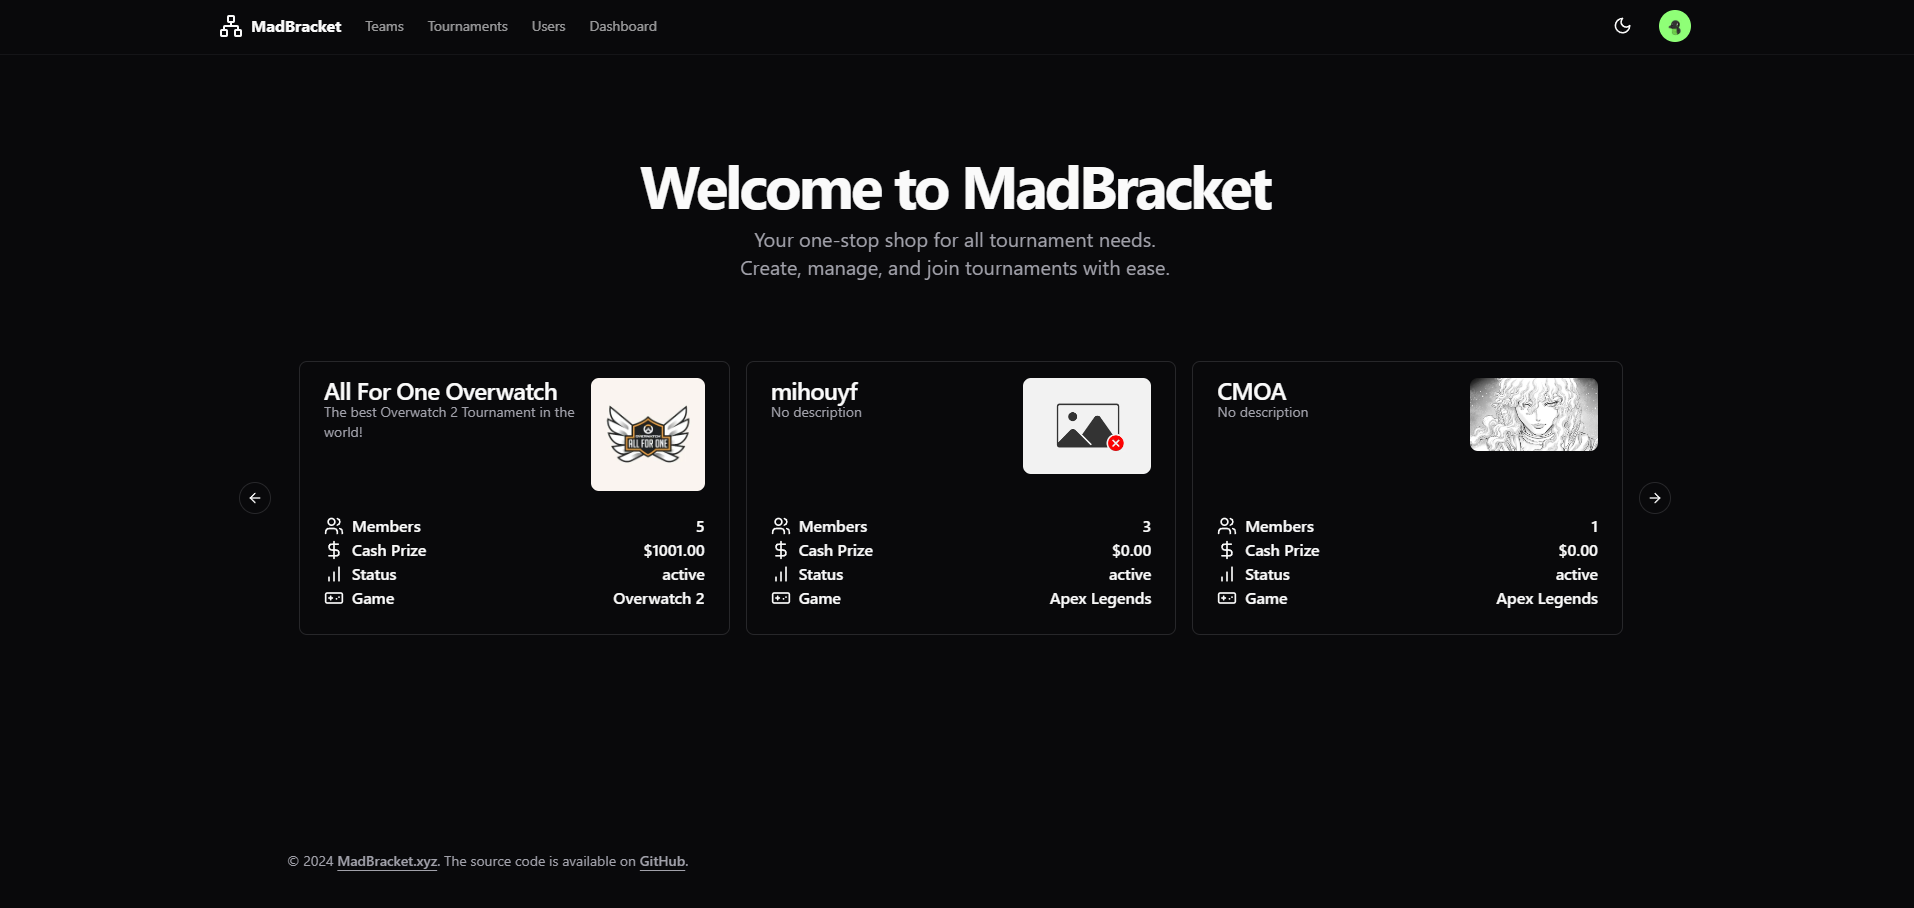 MadBracket Teams Tournaments Users Dashboard
Welcome to MadBracket
Your one-stop shop for all tournament needs.
Create, manage, and join tournaments with ease.
All For One Overwatch
The best Overwatch 2 Tournament in the
world!
OVERWATCH
ALL FOR ONE
Members 5
Cash Prize $1001.00
Status active
Game Overwatch 2
mihouyf
No description
Members 3
Cash Prize $0.00
Status active
Game Apex Legends
CMOA
No description
Members 1
Cash Prize $0.00
Status active
Game Apex Legends
© 2024 MadBracket.xyz. The source code is available on GitHub.